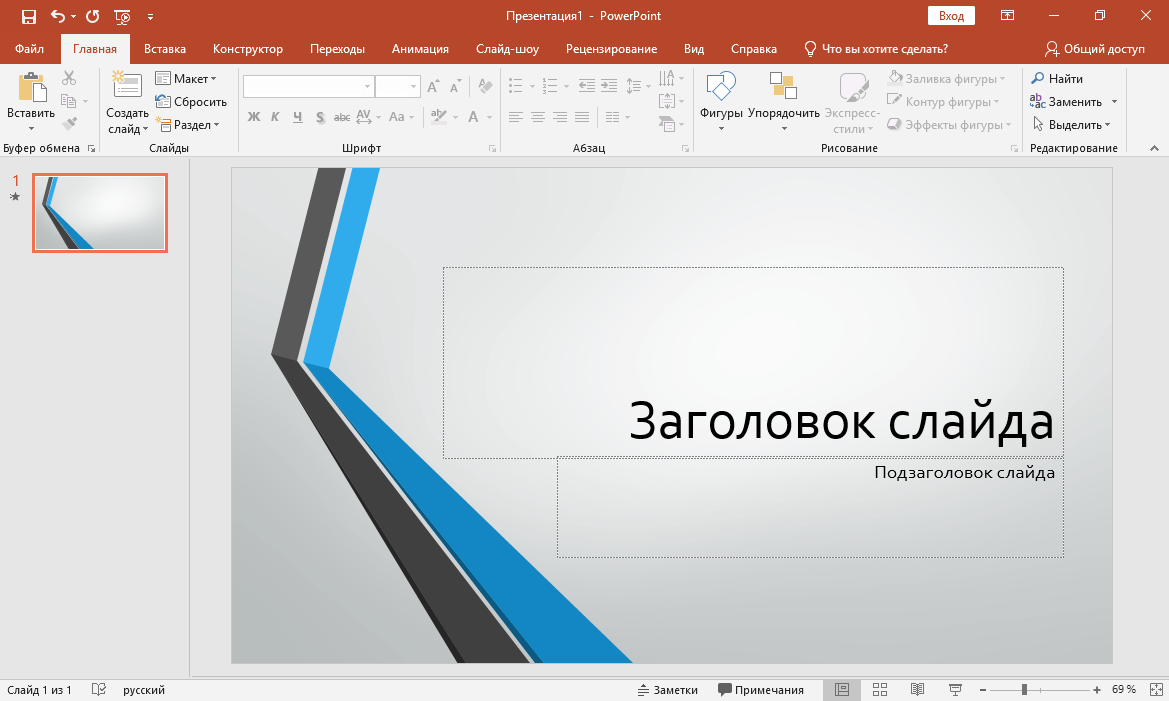 Презентация1 - PowerPoint
Вход
Файл Главная Вставка Конструктор Переходы Анимация Слайд-шоу Рецензирование Вид Справка Что вы хотите сделать? Общий доступ
Вставить
Буфер обмена
Создать слайд
Макет
Сбросить
Раздел
Слайды
Ж К Ч S abc AV Aa A
Шрифт
Абзац
Фигуры
Упорядочить
Экспресс-стили
Заливка фигуры
Контур фигуры
Эффекты фигуры
Рисование
Найти
Заменить
Выделить
Редактирование
1
Заголовок слайда
Подзаголовок слайда
Слайд 1 из 1 русский Заметки Примечания 69 %